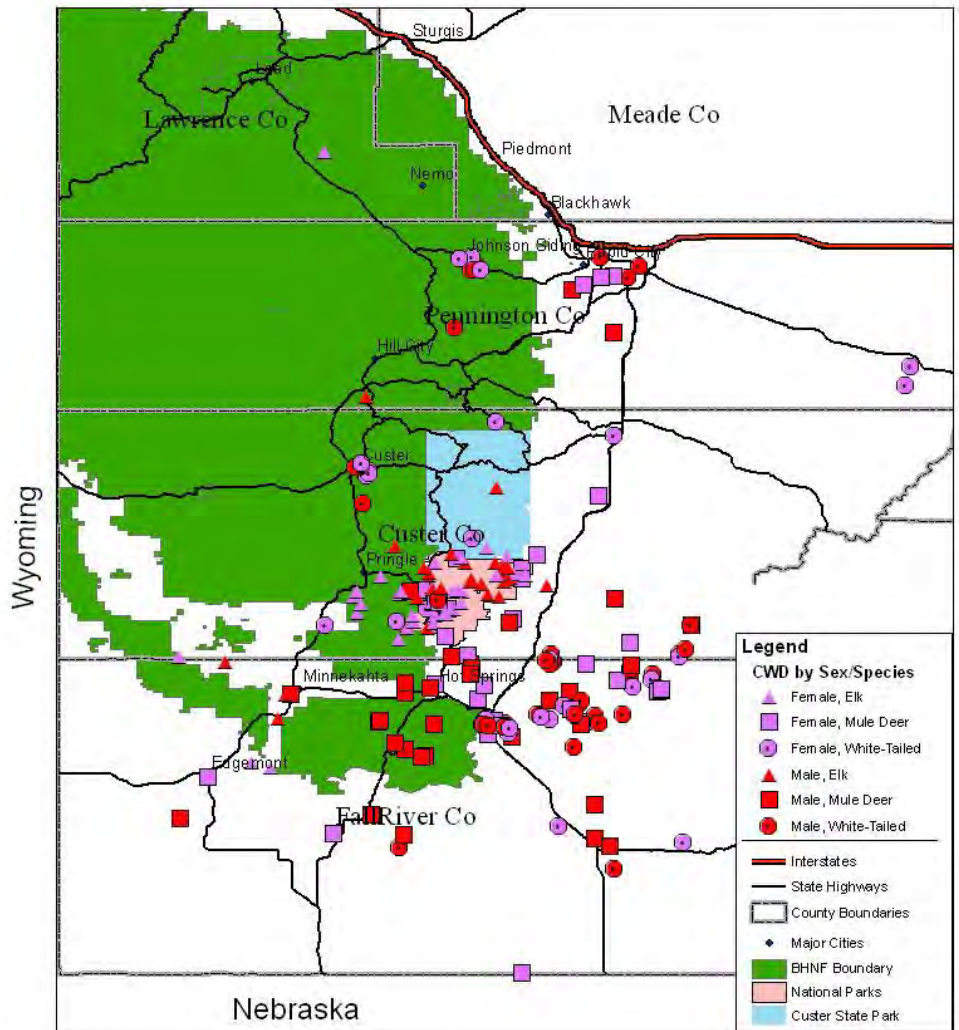 Sturgis
Lead
Lawrence Co
Meade Co
Piedmont
Nemo
Blackhawk
Johnson Siding
Rapid City
Pennington Co
Hill City
Custer
Wyoming
Custer Co
Pringle
Minnekahta
Hot Springs
Edgemont
Fall River Co
Nebraska
Legend
CWD by Sex/Species
Female, Elk
Female, Mule Deer
Female, White-Tailed
Male, Elk
Male, Mule Deer
Male, White-Tailed
Interstates
State Highways
County Boundaries
Major Cities
BHNF Boundary
National Parks
Custer State Park